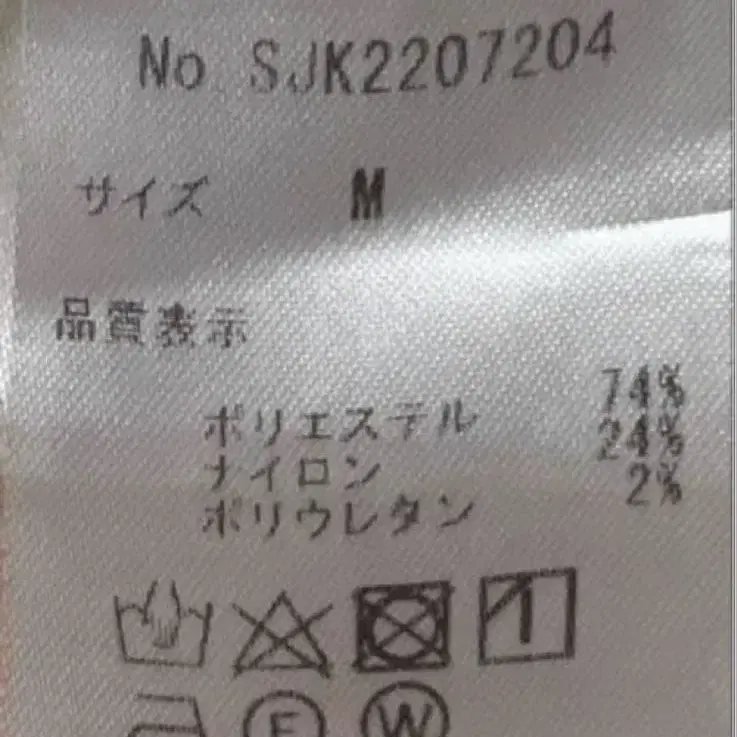 No SJK2207204
サイズ M
品質表示
ポリエステル 74%
ナイロン 24%
ポリウレタン 2%
F W